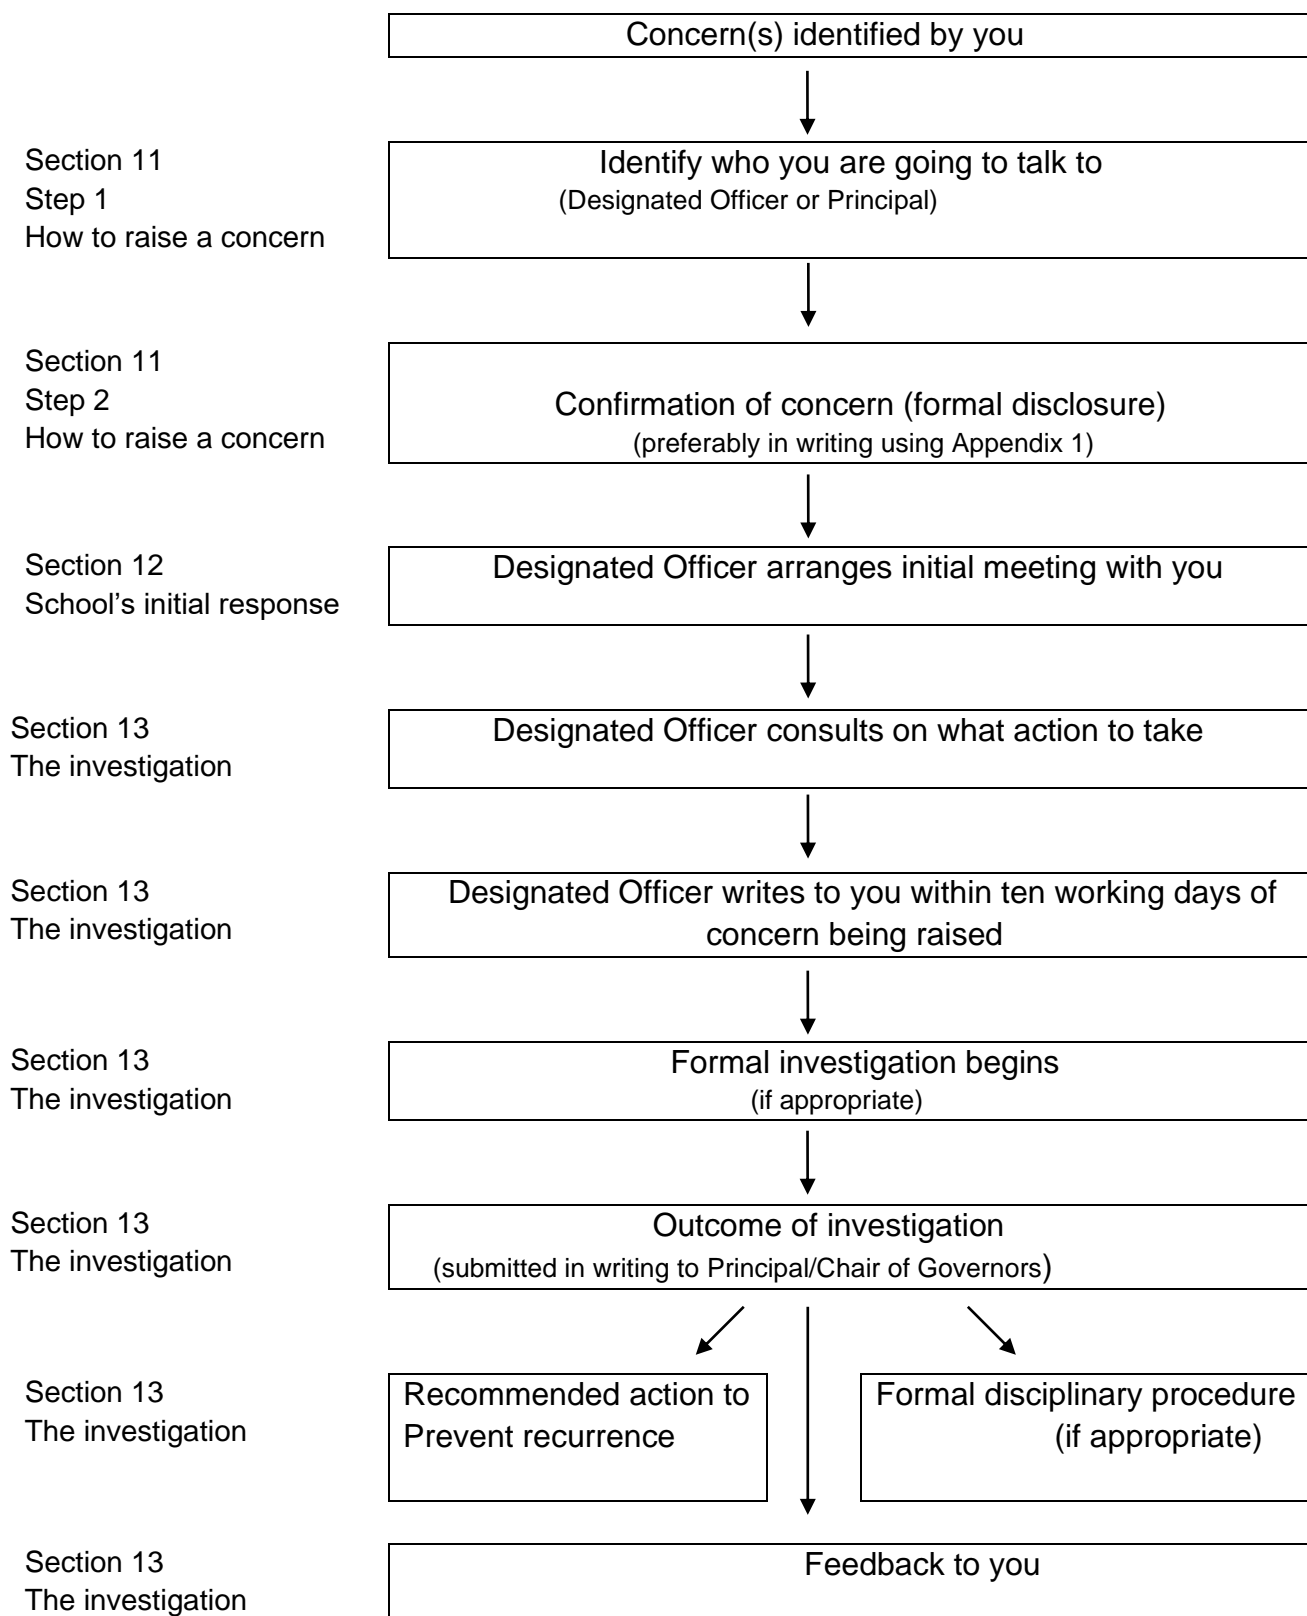 Concern(s) identified by you
Section 11
Step 1
How to raise a concern
Identify who you are going to talk to
(Designated Officer or Principal)
Section 11
Step 2
How to raise a concern
Confirmation of concern (formal disclosure)
(preferably in writing using Appendix 1)
Section 12
School’s initial response
Designated Officer arranges initial meeting with you
Section 13
The investigation
Designated Officer consults on what action to take
Section 13
The investigation
Designated Officer writes to you within ten working days of
concern being raised
Section 13
The investigation
Formal investigation begins
(if appropriate)
Section 13
The investigation
Outcome of investigation
(submitted in writing to Principal/Chair of Governors)
Section 13
The investigation
Recommended action to
Prevent recurrence
Formal disciplinary procedure
(if appropriate)
Section 13
The investigation
Feedback to you